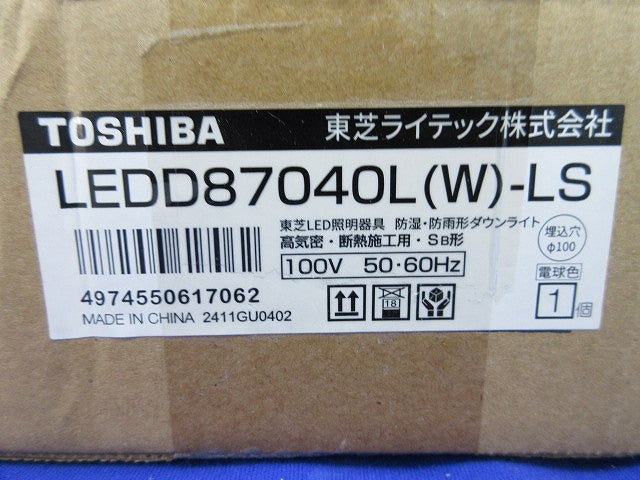 TOSHIBA 東芝ライテック株式会社
LEDD87040L(W)-LS
東芝LED照明器具 防湿・防雨形ダウンライト
高気密・断熱施工用・SB形
埋込穴
φ100
100V 50・60Hz
電球色
4974550617062
18
1個
MADE IN CHINA 2411GU0402